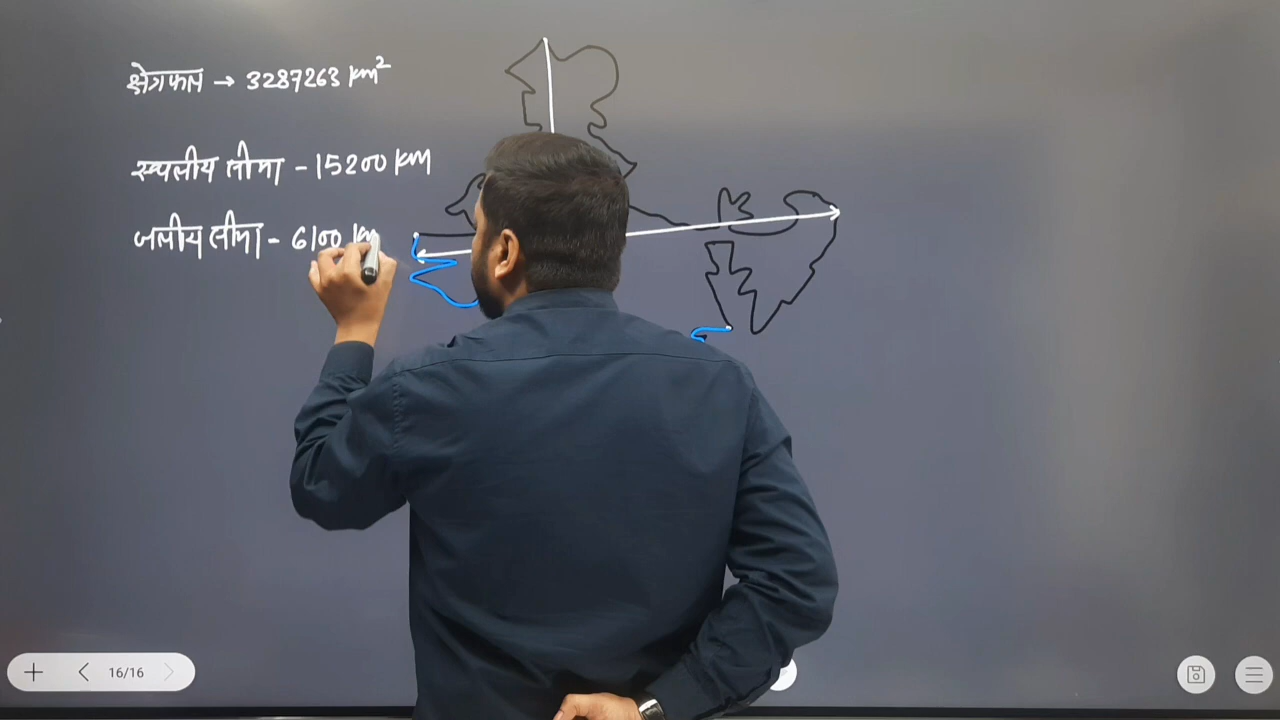 क्षेत्रफल → 3287263 km²
स्थलीय सीमा - 15200 km
जलीय सीमा - 6100 km
16/16